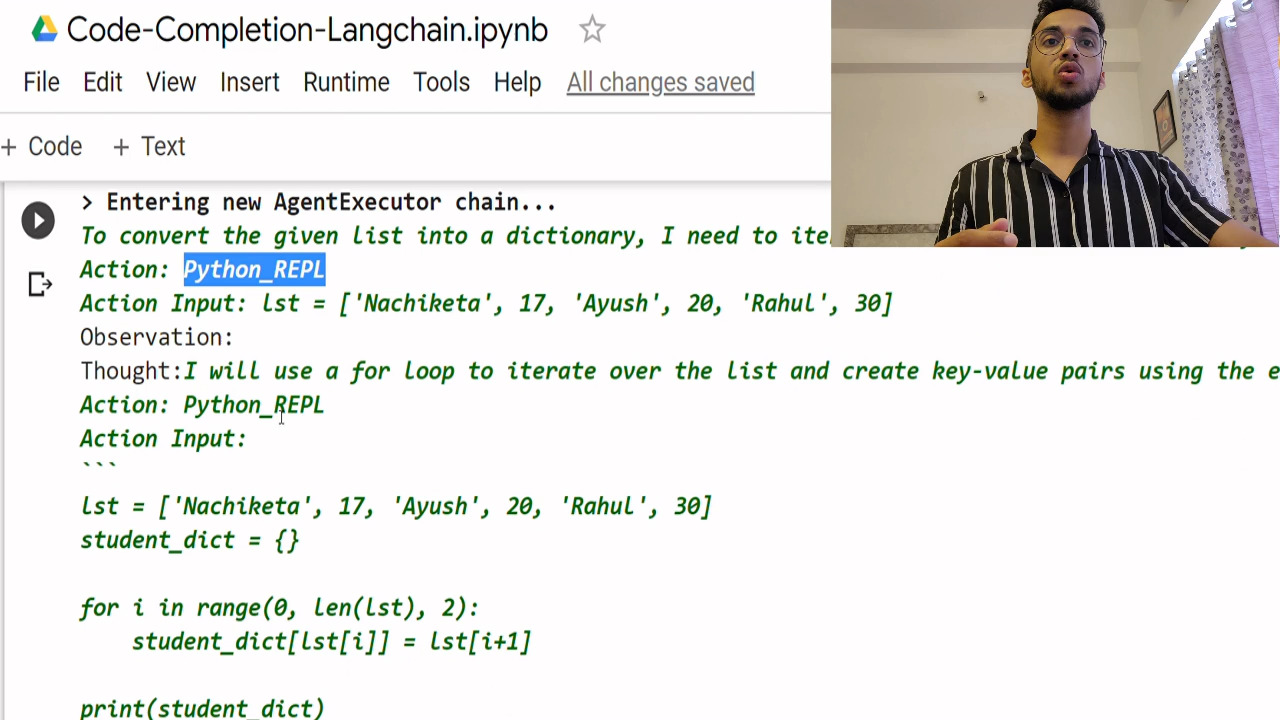 Code-Completion-Langchain.ipynb
File Edit View Insert Runtime Tools Help All changes saved
+ Code + Text
> Entering new AgentExecutor chain...
To convert the given list into a dictionary, I need to
Action: Python_REPL
Action Input: lst = ['Nachiketa', 17, 'Ayush', 20, 'Rahul', 30]
Observation:
Thought:I will use a for loop to iterate over the list and create key-value pairs using the
Action: Python_REPL
Action Input:
```
lst = ['Nachiketa', 17, 'Ayush', 20, 'Rahul', 30]
student_dict = {}
for i in range(0, len(lst), 2):
    student_dict[lst[i]] = lst[i+1]
print(student_dict)